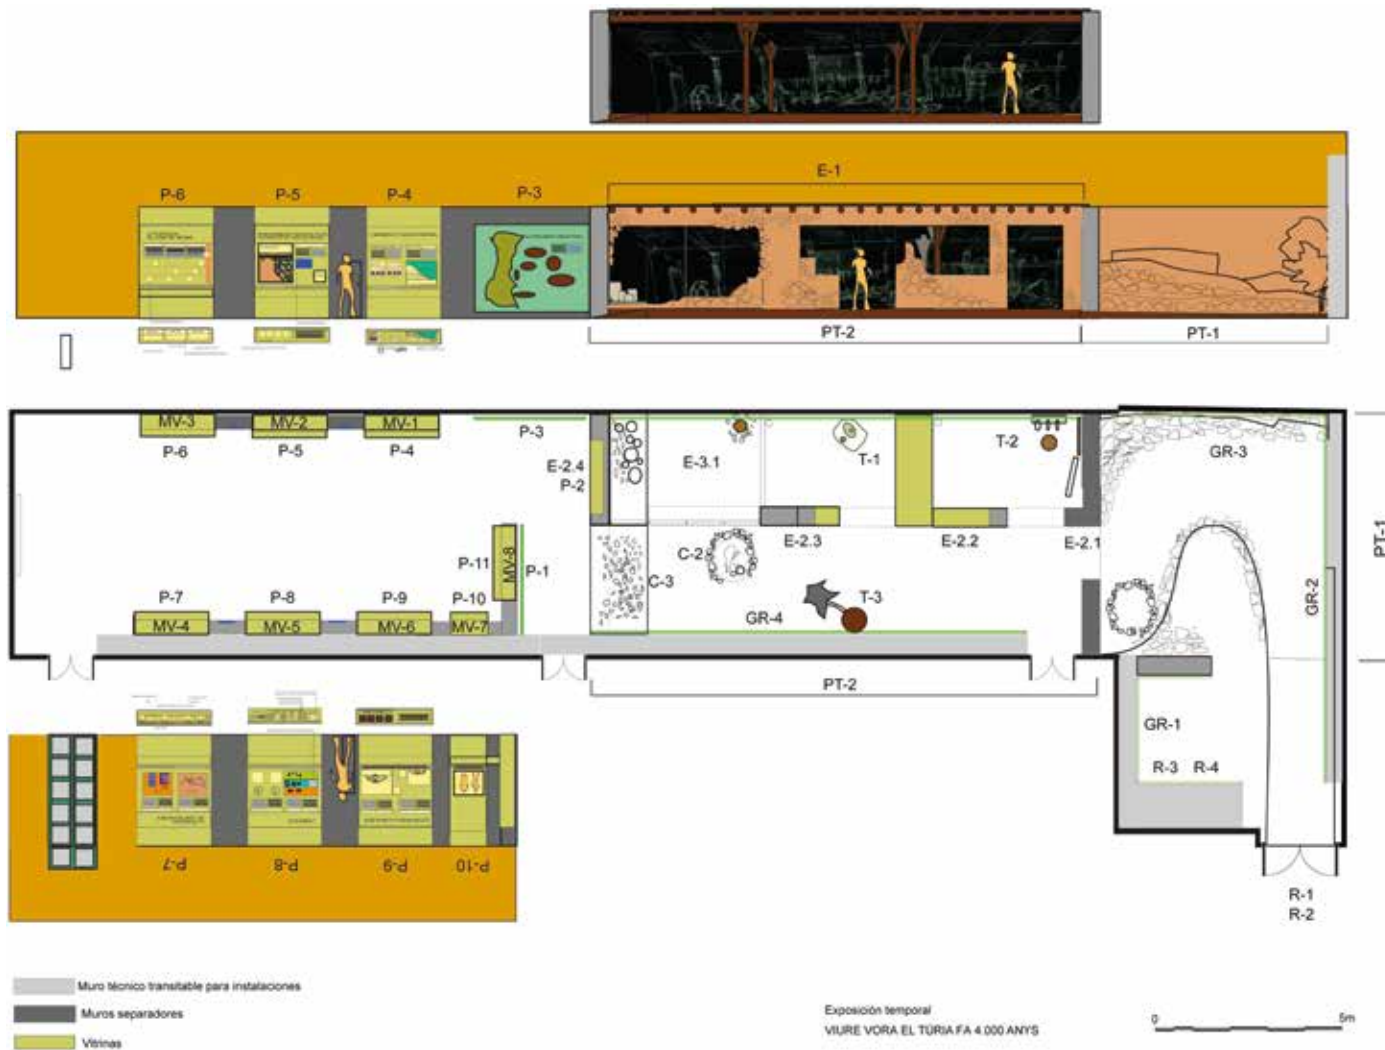 E-1
P-6 P-5 P-4 P-3
PT-2 PT-1
MV-3 MV-2 MV-1
P-6 P-5 P-4
P-3
E-2.4
P-2
E-3.1
T-1
T-2
GR-3
PT-1
P-11
MV-8
P-1
C-3
C-2
E-2.3
E-2.2
E-2.1
GR-2
P-7 P-8 P-9 P-10
MV-4 MV-5 MV-6 MV-7
GR-4
T-3
PT-2
GR-1
R-3 R-4
P-7 P-8 P-9 P-10
R-1
R-2
Muro técnico transitable para instalaciones
Muros separadores
Vitrinas
Exposición temporal
VIURE VORA EL TÚRIA FA 4.000 ANYS
0 5m